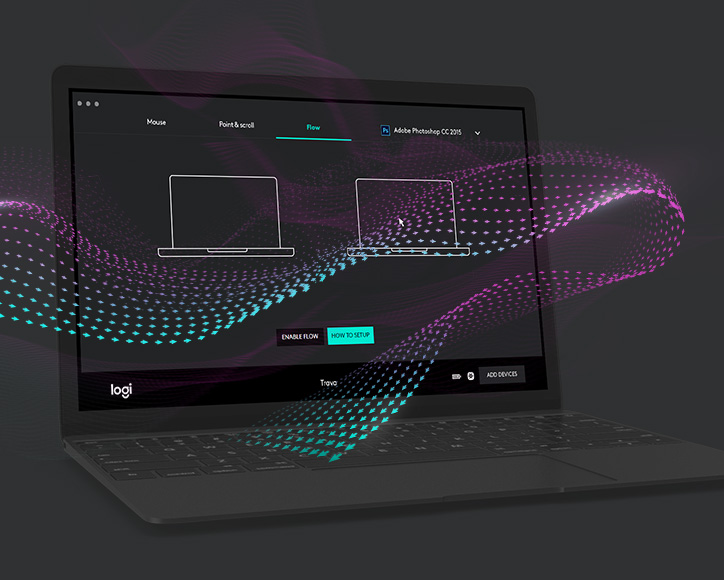 Mouse
Point & scroll
Flow
Ps
Adobe Photoshop CC 2015
ENABLE FLOW
HOW TO SETUP
logi
Trava
ADD DEVICES